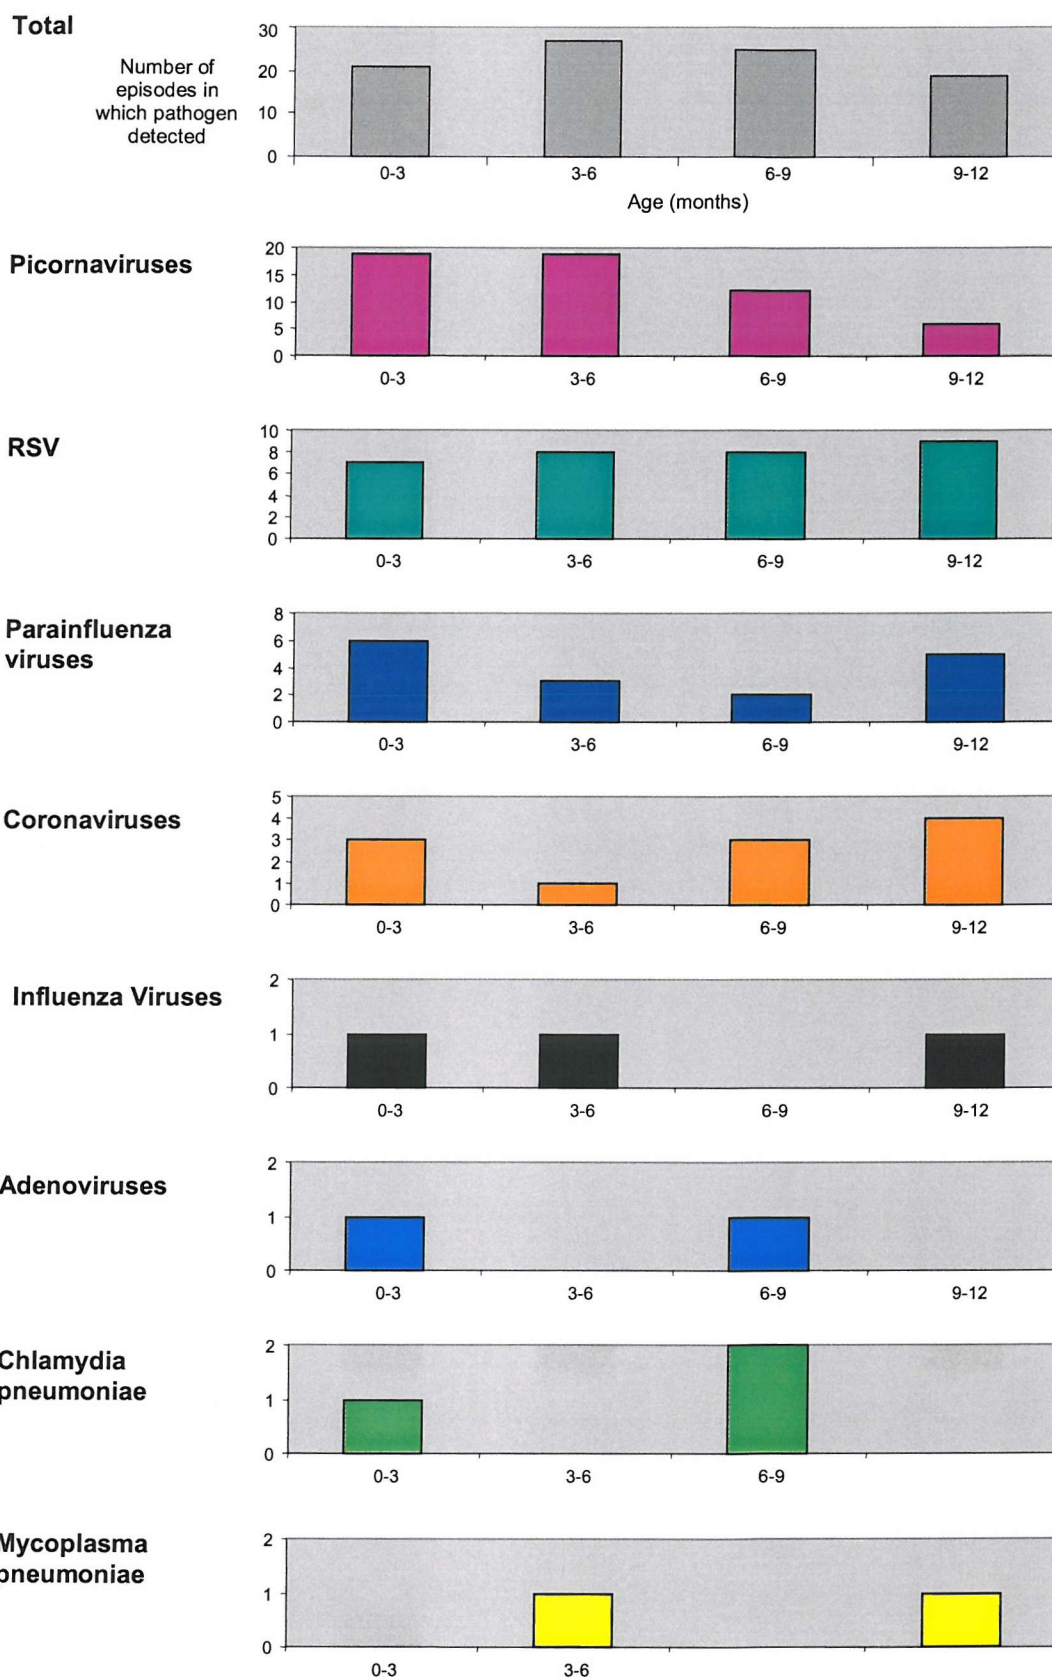 Total
Number of
episodes in
which pathogen
detected
30
20
10
0
0-3 3-6 6-9 9-12
Age (months)
Picornaviruses
20
15
10
5
0
0-3 3-6 6-9 9-12
RSV
10
8
6
4
2
0
0-3 3-6 6-9 9-12
Parainfluenza
viruses
8
6
4
2
0
0-3 3-6 6-9 9-12
Coronaviruses
5
4
3
2
1
0
0-3 3-6 6-9 9-12
Influenza Viruses
2
1
0
0-3 3-6 6-9 9-12
Adenoviruses
2
1
0
0-3 3-6 6-9 9-12
Chlamydia
pneumoniae
2
1
0
0-3 3-6 6-9
Mycoplasma
pneumoniae
2
1
0
0-3 3-6